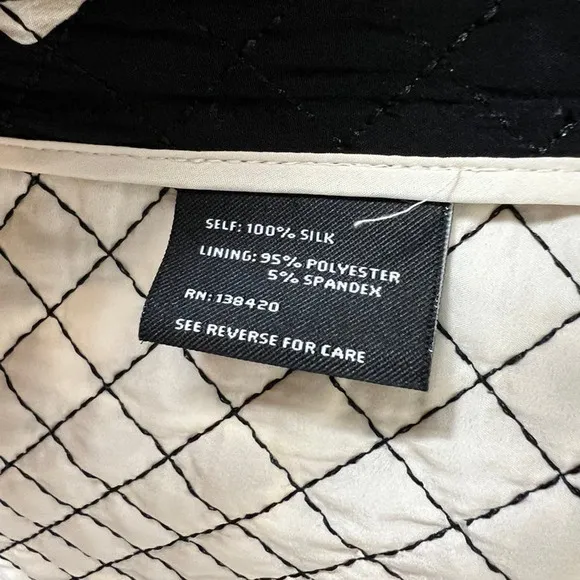 SELF: 100% SILK
LINING: 95% POLYESTER
5% SPANDEX
RN: 138420
SEE REVERSE FOR CARE